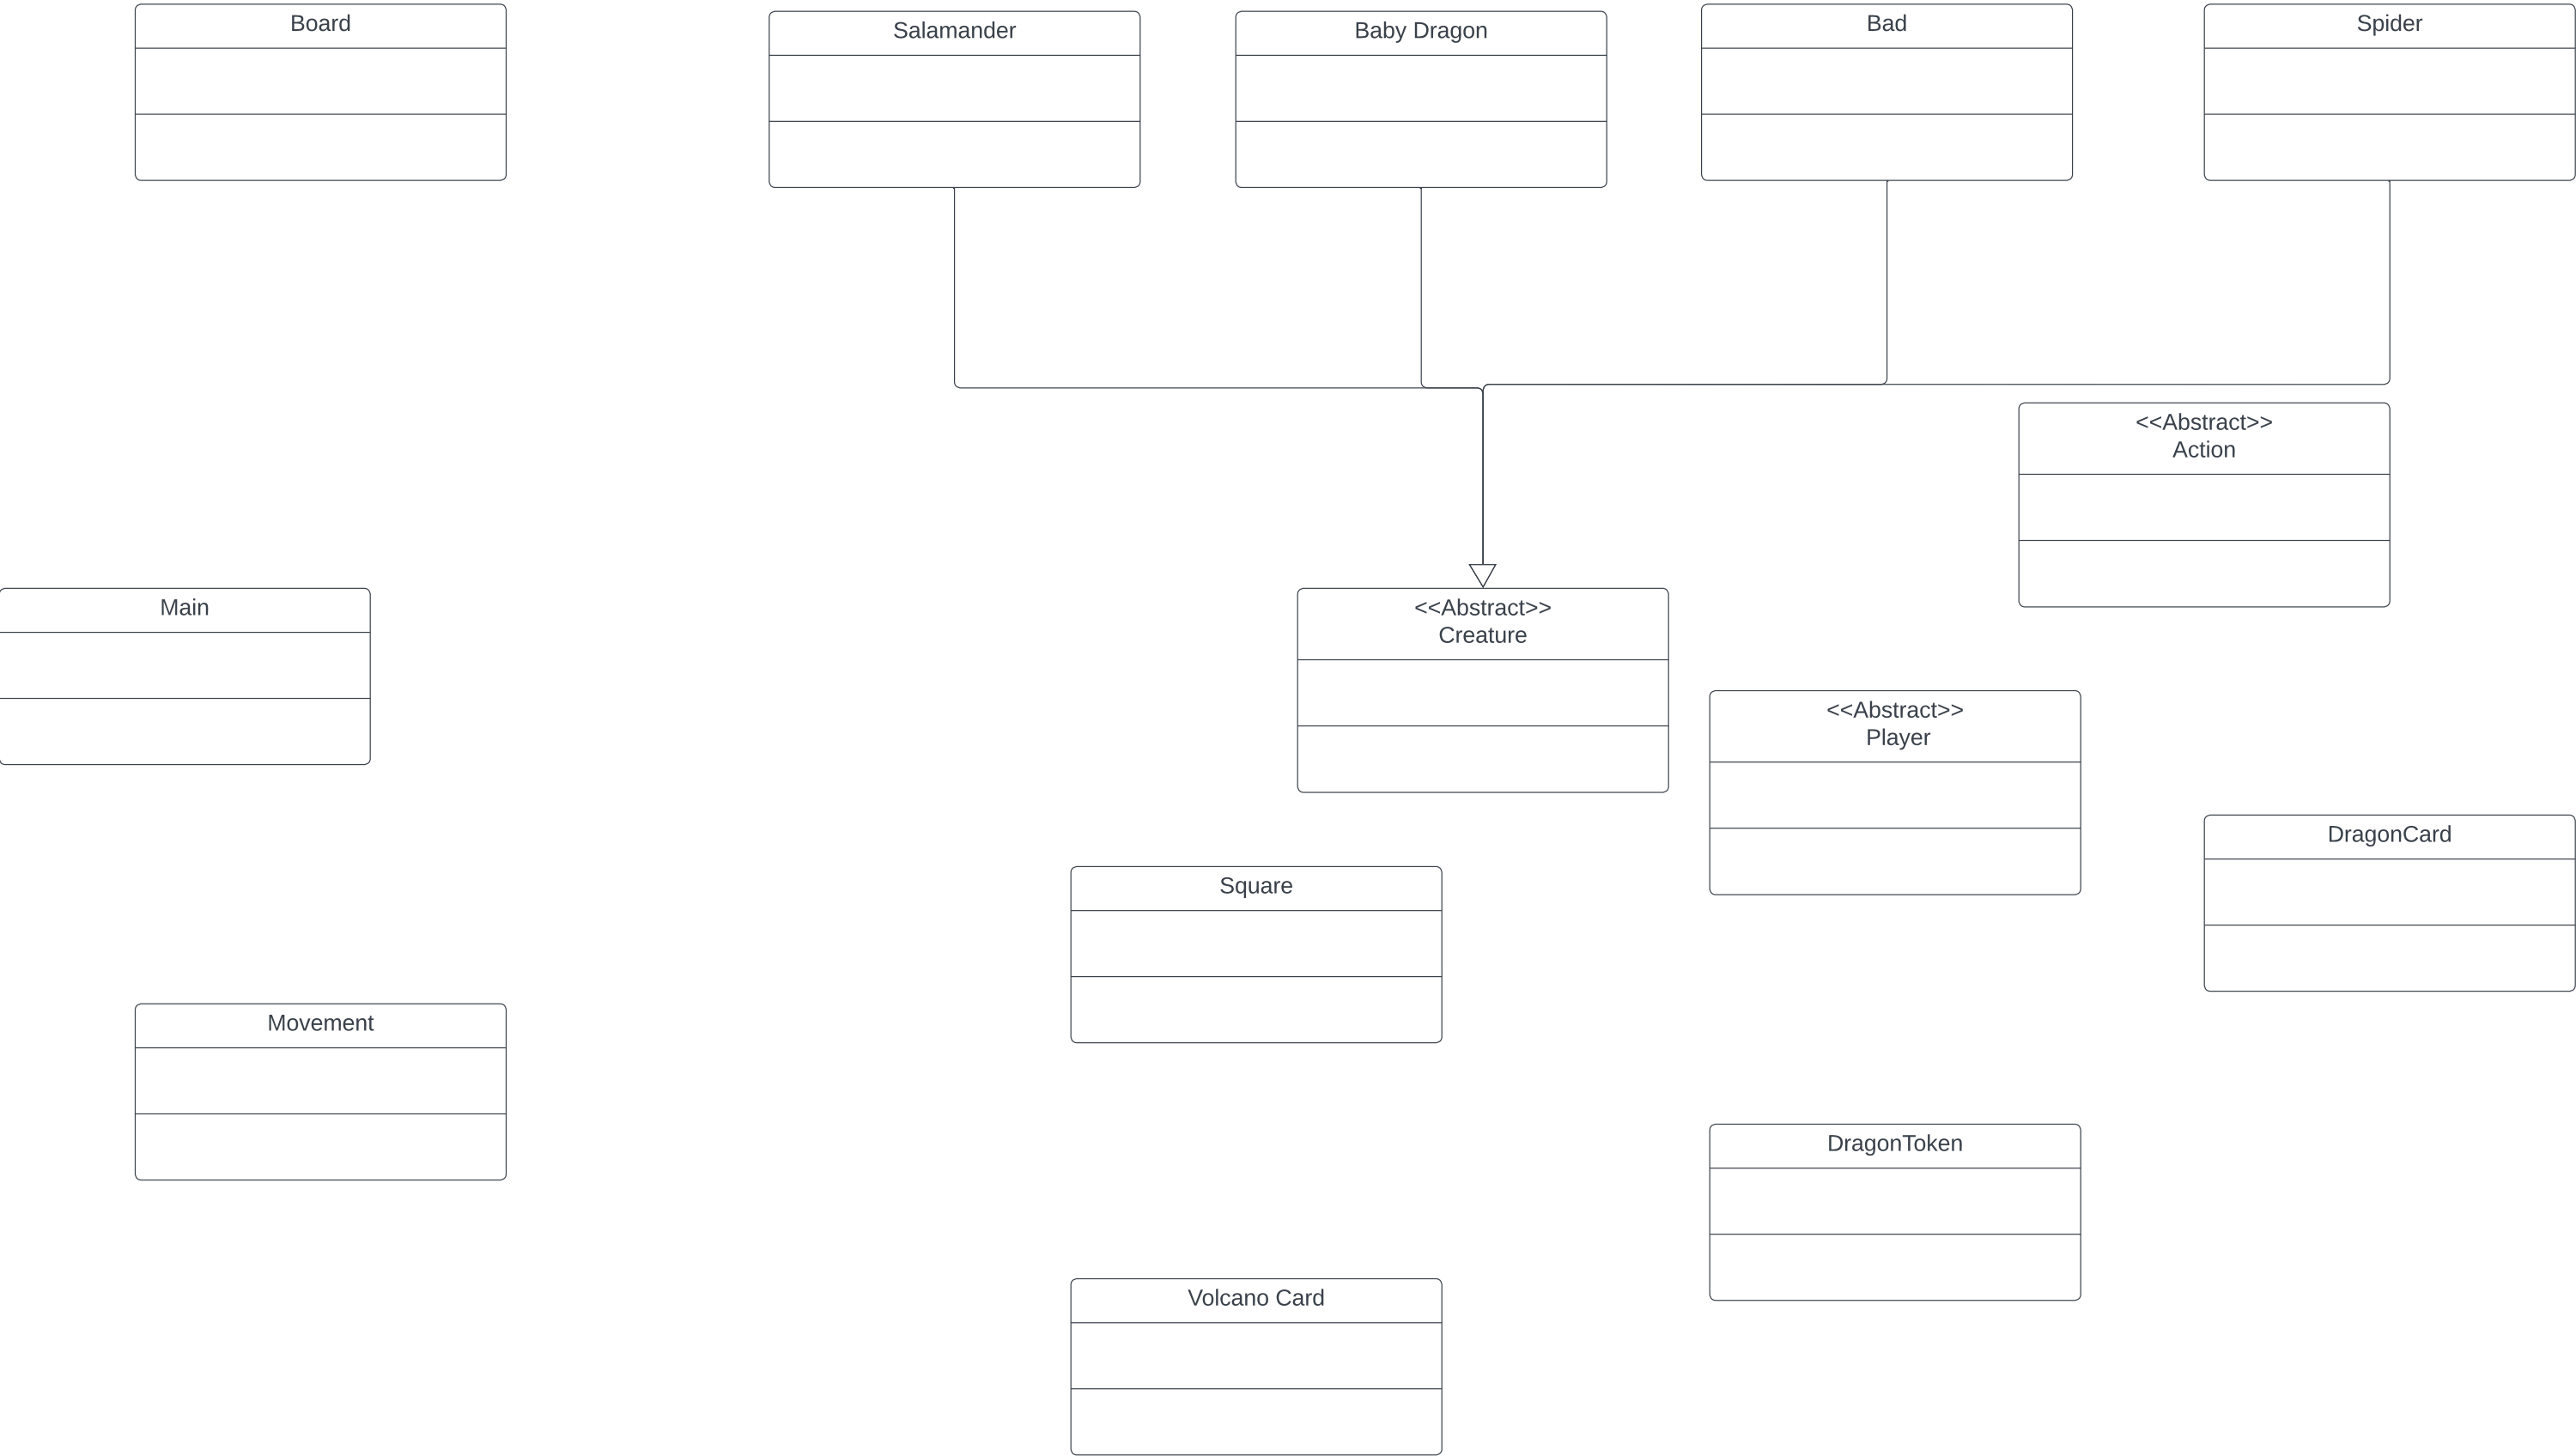 Board
Salamander
Baby Dragon
Bad
Spider
<<Abstract>>
Action
Main
<<Abstract>>
Creature
<<Abstract>>
Player
DragonCard
Square
Movement
DragonToken
Volcano Card